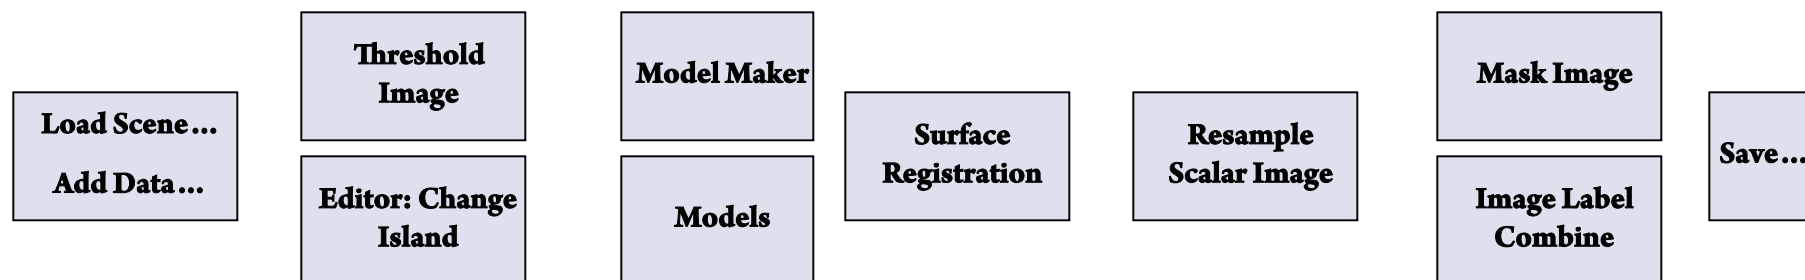 Load Scene...
Add Data...
Threshold
Image
Editor: Change
Island
Model Maker
Models
Surface
Registration
Resample
Scalar Image
Mask Image
Image Label
Combine
Save...